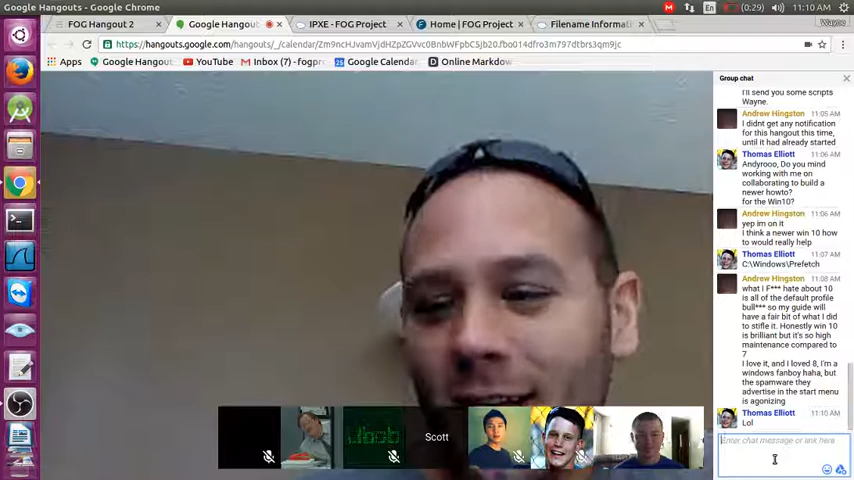 Google Hangouts - Google Chrome
En
(0:29)
11:10 AM
FOG Hangout 2
Google Hangout
IPXE - FOG Project
Home | FOG Project
Filename Informati
Wayne
https://hangouts.google.com/hangouts/_/calendar/
Apps
Google Hangout
YouTube
Inbox (7) - fogpro
Google Calendar
Online Markdow
Group chat
I'll send you some scripts
Wayne.
Andrew Hingston 11:05 AM
I didnt get any notification
for this hangout this time,
until it had already started
Thomas Elliott 11:06 AM
Andyrooo, Do you mind
working with me on
collaborating to build a
newer howto?
for the Win10?
Andrew Hingston 11:06 AM
yep im on it
I think a newer win 10 how
to would really help
Thomas Elliott 11:07 AM
C:\Windows\Prefetch
Andrew Hingston 11:08 AM
what I F*** hate about 10
is all of the default profile
bull*** so my guide will
have a fair bit of what I did
to stifle it. Honestly win 10
is brilliant but it's so high
maintenance compared to
7
I love it, and I loved 8, I'm a
windows fanboy haha, but
the spamware they
advertise in the start menu
is agonizing
Thomas Elliott 11:10 AM
Lol
Enter chat message or link here
Jbob
Scott